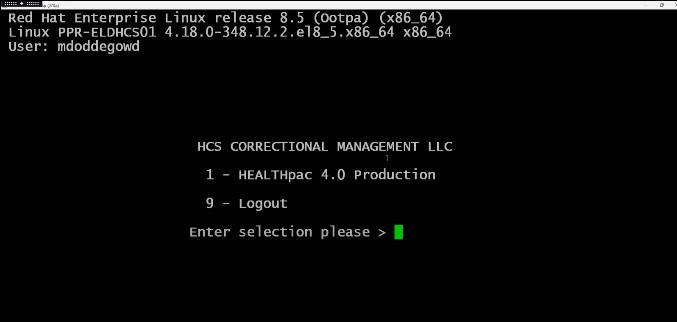 Red Hat Enterprise Linux release 8.5 (Ootpa) (x86_64)
Linux PPR-ELDHCS01 4.18.0-348.12.2.el8_5.x86_64 x86_64
User: mdoddegowd
HCS CORRECTIONAL MANAGEMENT LLC
1 - HEALTHpac 4.0 Production
9 - Logout
Enter selection please >